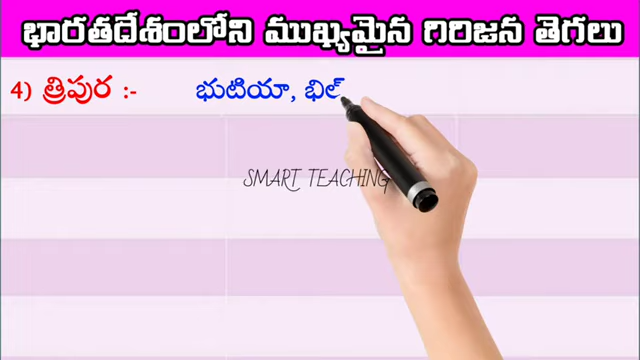 భారతదేశంలోని ముఖ్యమైన గిరిజన తెగలు
4) త్రిపుర :- భుటియా, భిల్
SMART TEACHING